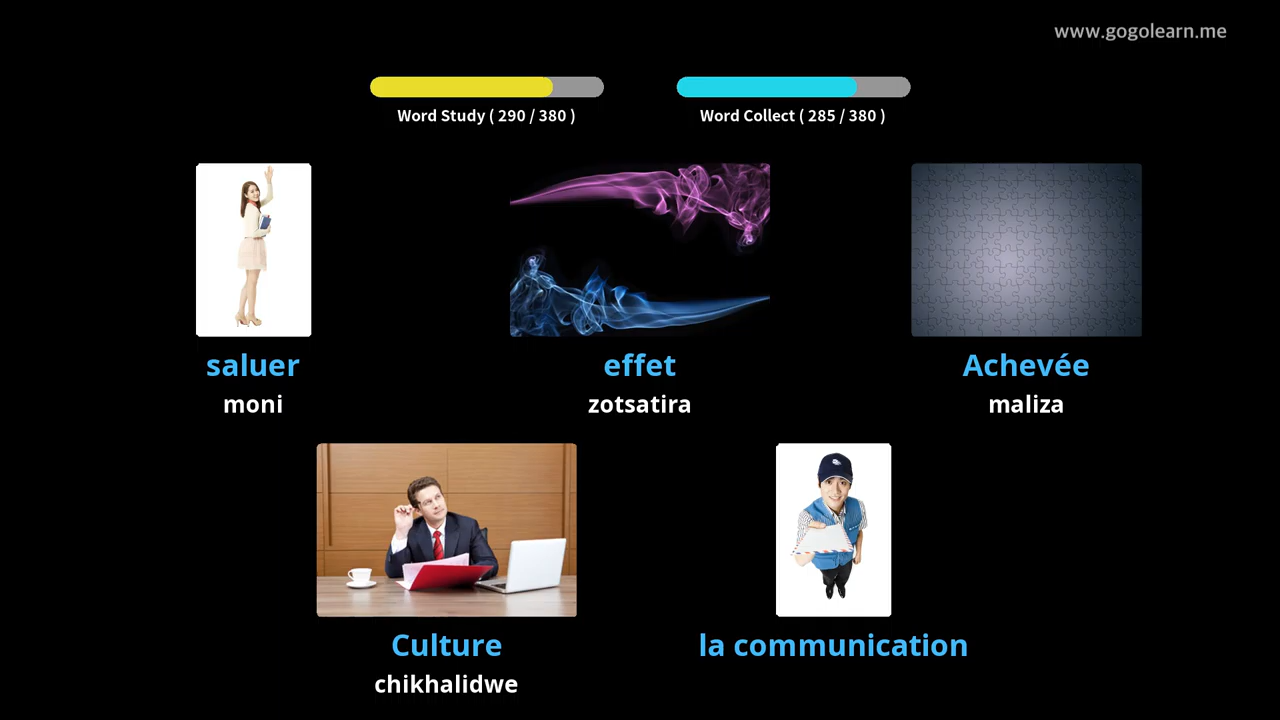 www.gogolearn.me
Word Study ( 290 / 380 )
Word Collect ( 285 / 380 )
saluer
moni
effet
zotsatira
Achevée
maliza
Culture
chikhalidwe
la communication